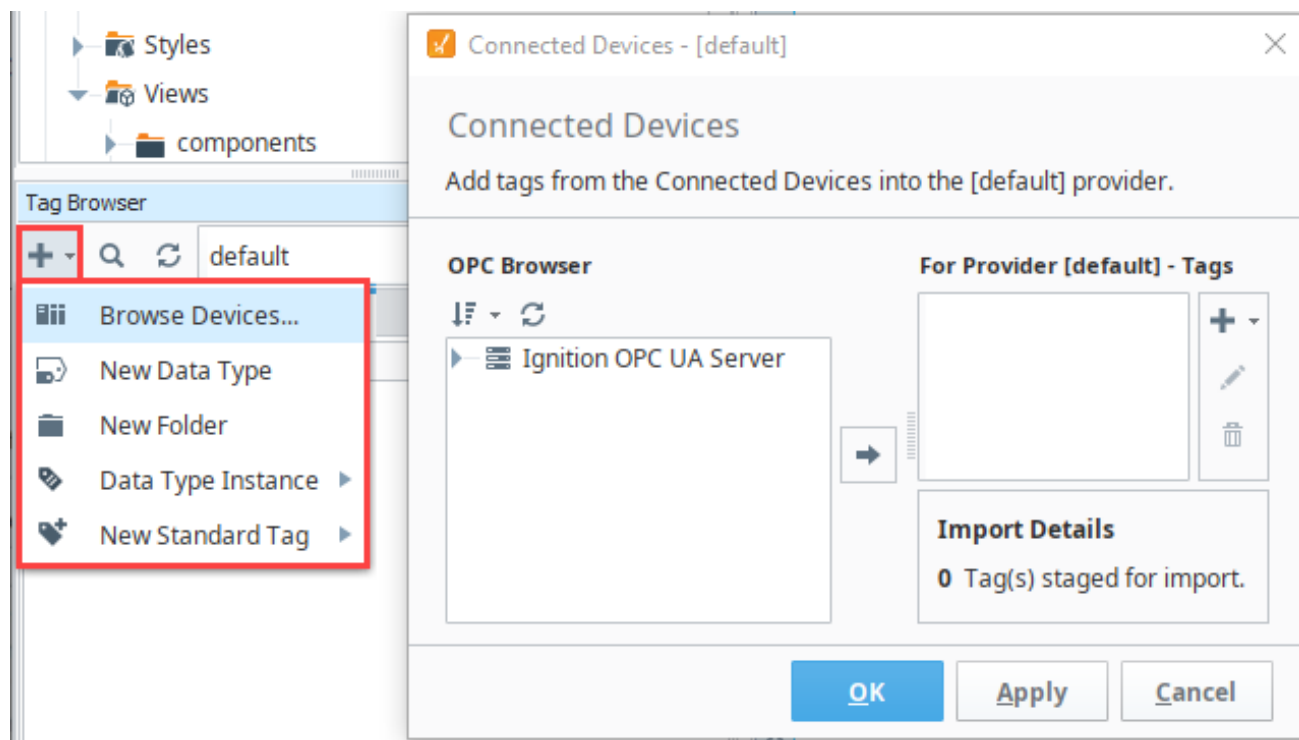 Styles
Views
components
Tag Browser
default
Browse Devices...
New Data Type
New Folder
Data Type Instance
New Standard Tag
Connected Devices - [default]
Connected Devices
Add tags from the Connected Devices into the [default] provider.
OPC Browser
Ignition OPC UA Server
For Provider [default] - Tags
Import Details
0 Tag(s) staged for import.
OK
Apply
Cancel